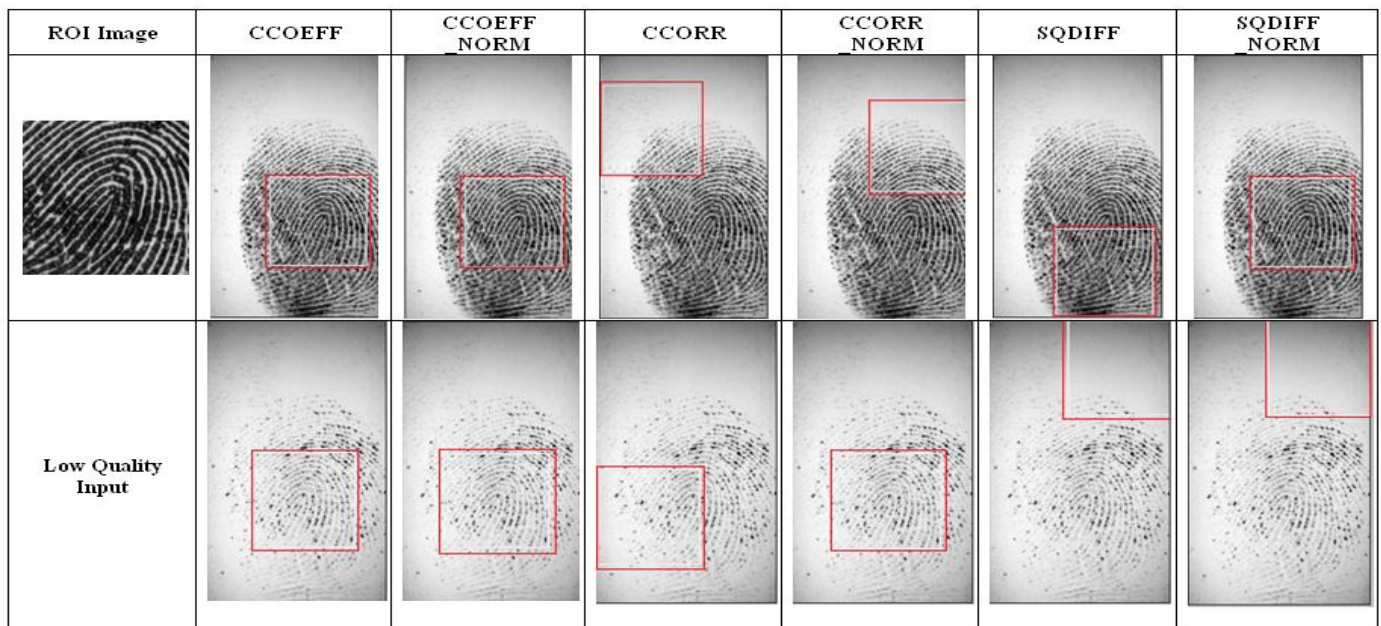 ROI Image
CCOEFF
CCOEFF
_NORM
CCORR
CCORR
_NORM
SQDIFF
SQDIFF
_NORM
Low Quality
Input